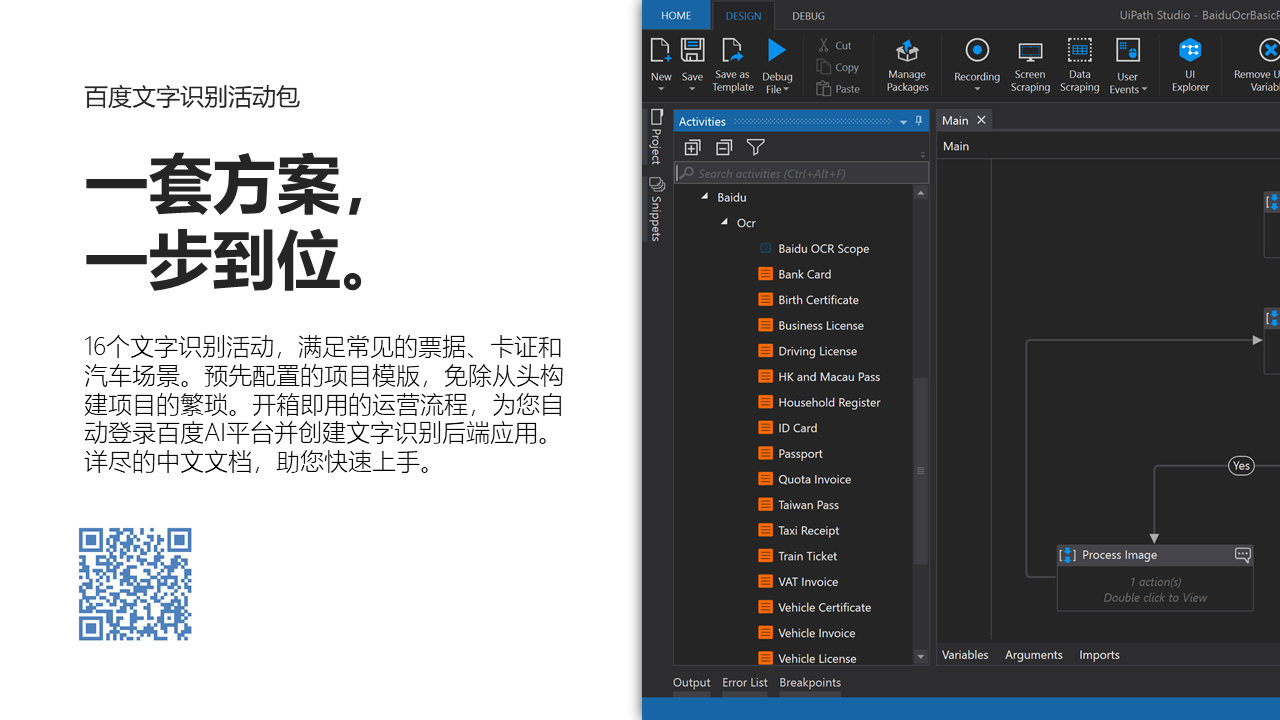 百度文字识别活动包
一套方案，
一步到位。
16个文字识别活动，满足常见的票据、卡证和
汽车场景。预先配置的项目模版，免除从头构
建项目的繁琐。开箱即用的运营流程，为您自
动登录百度AI平台并创建文字识别后端应用。
详尽的中文文档，助您快速上手。
HOME DESIGN DEBUG UiPath Studio - BaiduOcrBasic
New Save Save as Template Debug File Cut Copy Paste Manage Packages Recording Screen Scraping Data Scraping User Events UI Explorer Remove U
Variab
Project
Snippets
Activities
Search activities (Ctrl+Alt+F)
Baidu
Ocr
Baidu OCR Scope
Bank Card
Birth Certificate
Business License
Driving License
HK and Macau Pass
Household Register
ID Card
Passport
Quota Invoice
Taiwan Pass
Taxi Receipt
Train Ticket
VAT Invoice
Vehicle Certificate
Vehicle Invoice
Vehicle License
Main
Main
Yes
Process Image
1 action(s)
Double click to View
Variables Arguments Imports
Output Error List Breakpoints